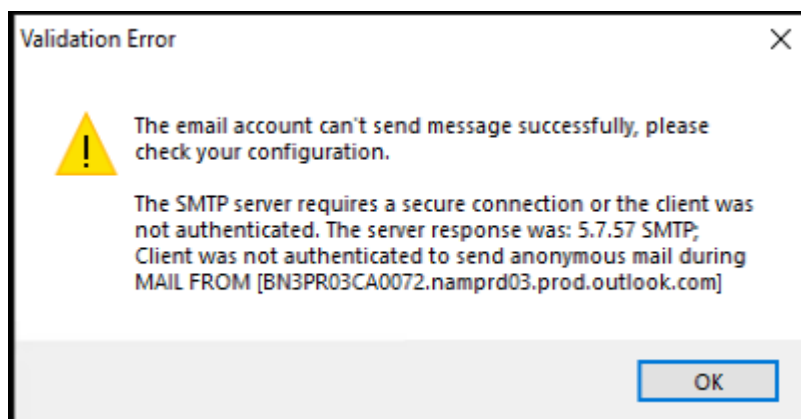 Validation Error
The email account can't send message successfully, please
check your configuration.
The SMTP server requires a secure connection or the client was
not authenticated. The server response was: 5.7.57 SMTP;
Client was not authenticated to send anonymous mail during
MAIL FROM [BN3PR03CA0072.namprd03.prod.outlook.com]
OK